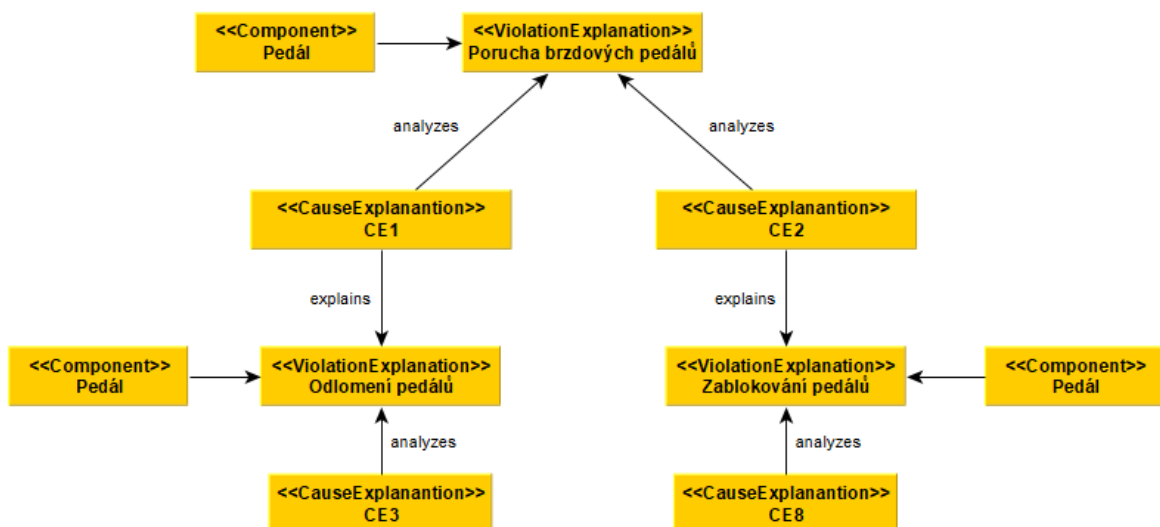 <<Component>>
Pedál
<<ViolationExplanation>>
Porucha brzdových pedálů
analyzes
analyzes
<<CauseExplanantion>>
CE1
<<CauseExplanantion>>
CE2
explains
explains
<<Component>>
Pedál
<<ViolationExplanation>>
Odlomení pedálů
<<ViolationExplanation>>
Zablokování pedálů
<<Component>>
Pedál
analyzes
analyzes
<<CauseExplanantion>>
CE3
<<CauseExplanantion>>
CE8